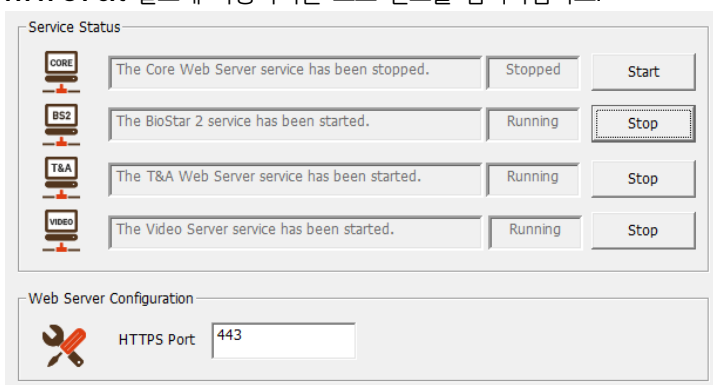 Service Status
CORE
The Core Web Server service has been stopped. Stopped Start
BS2
The BioStar 2 service has been started. Running Stop
T&A
The T&A Web Server service has been started. Running Stop
VIDEO
The Video Server service has been started. Running Stop
Web Server Configuration
HTTPS Port 443